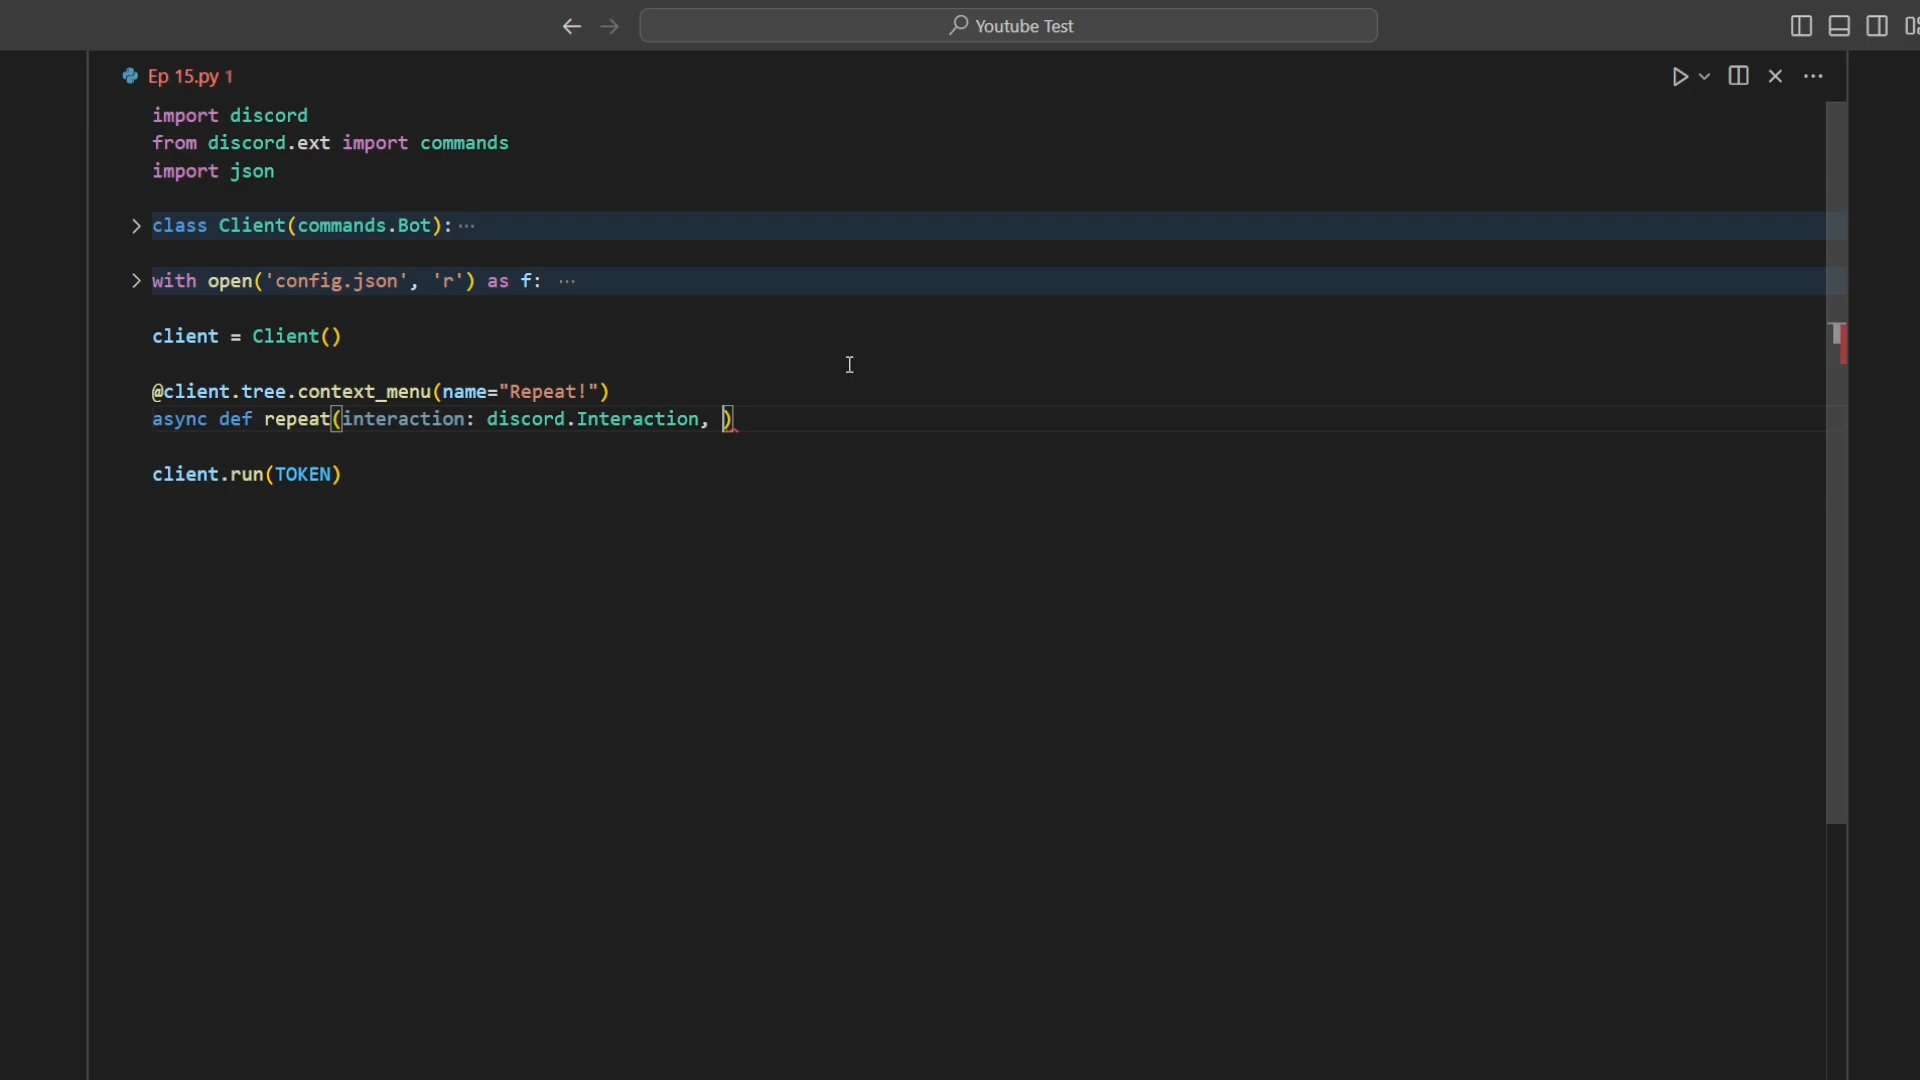 Youtube Test
Ep 15.py 1
import discord
from discord.ext import commands
import json
class Client(commands.Bot):···
with open('config.json', 'r') as f: ···
client = Client()
@client.tree.context_menu(name="Repeat!")
async def repeat(interaction: discord.Interaction, )
client.run(TOKEN)